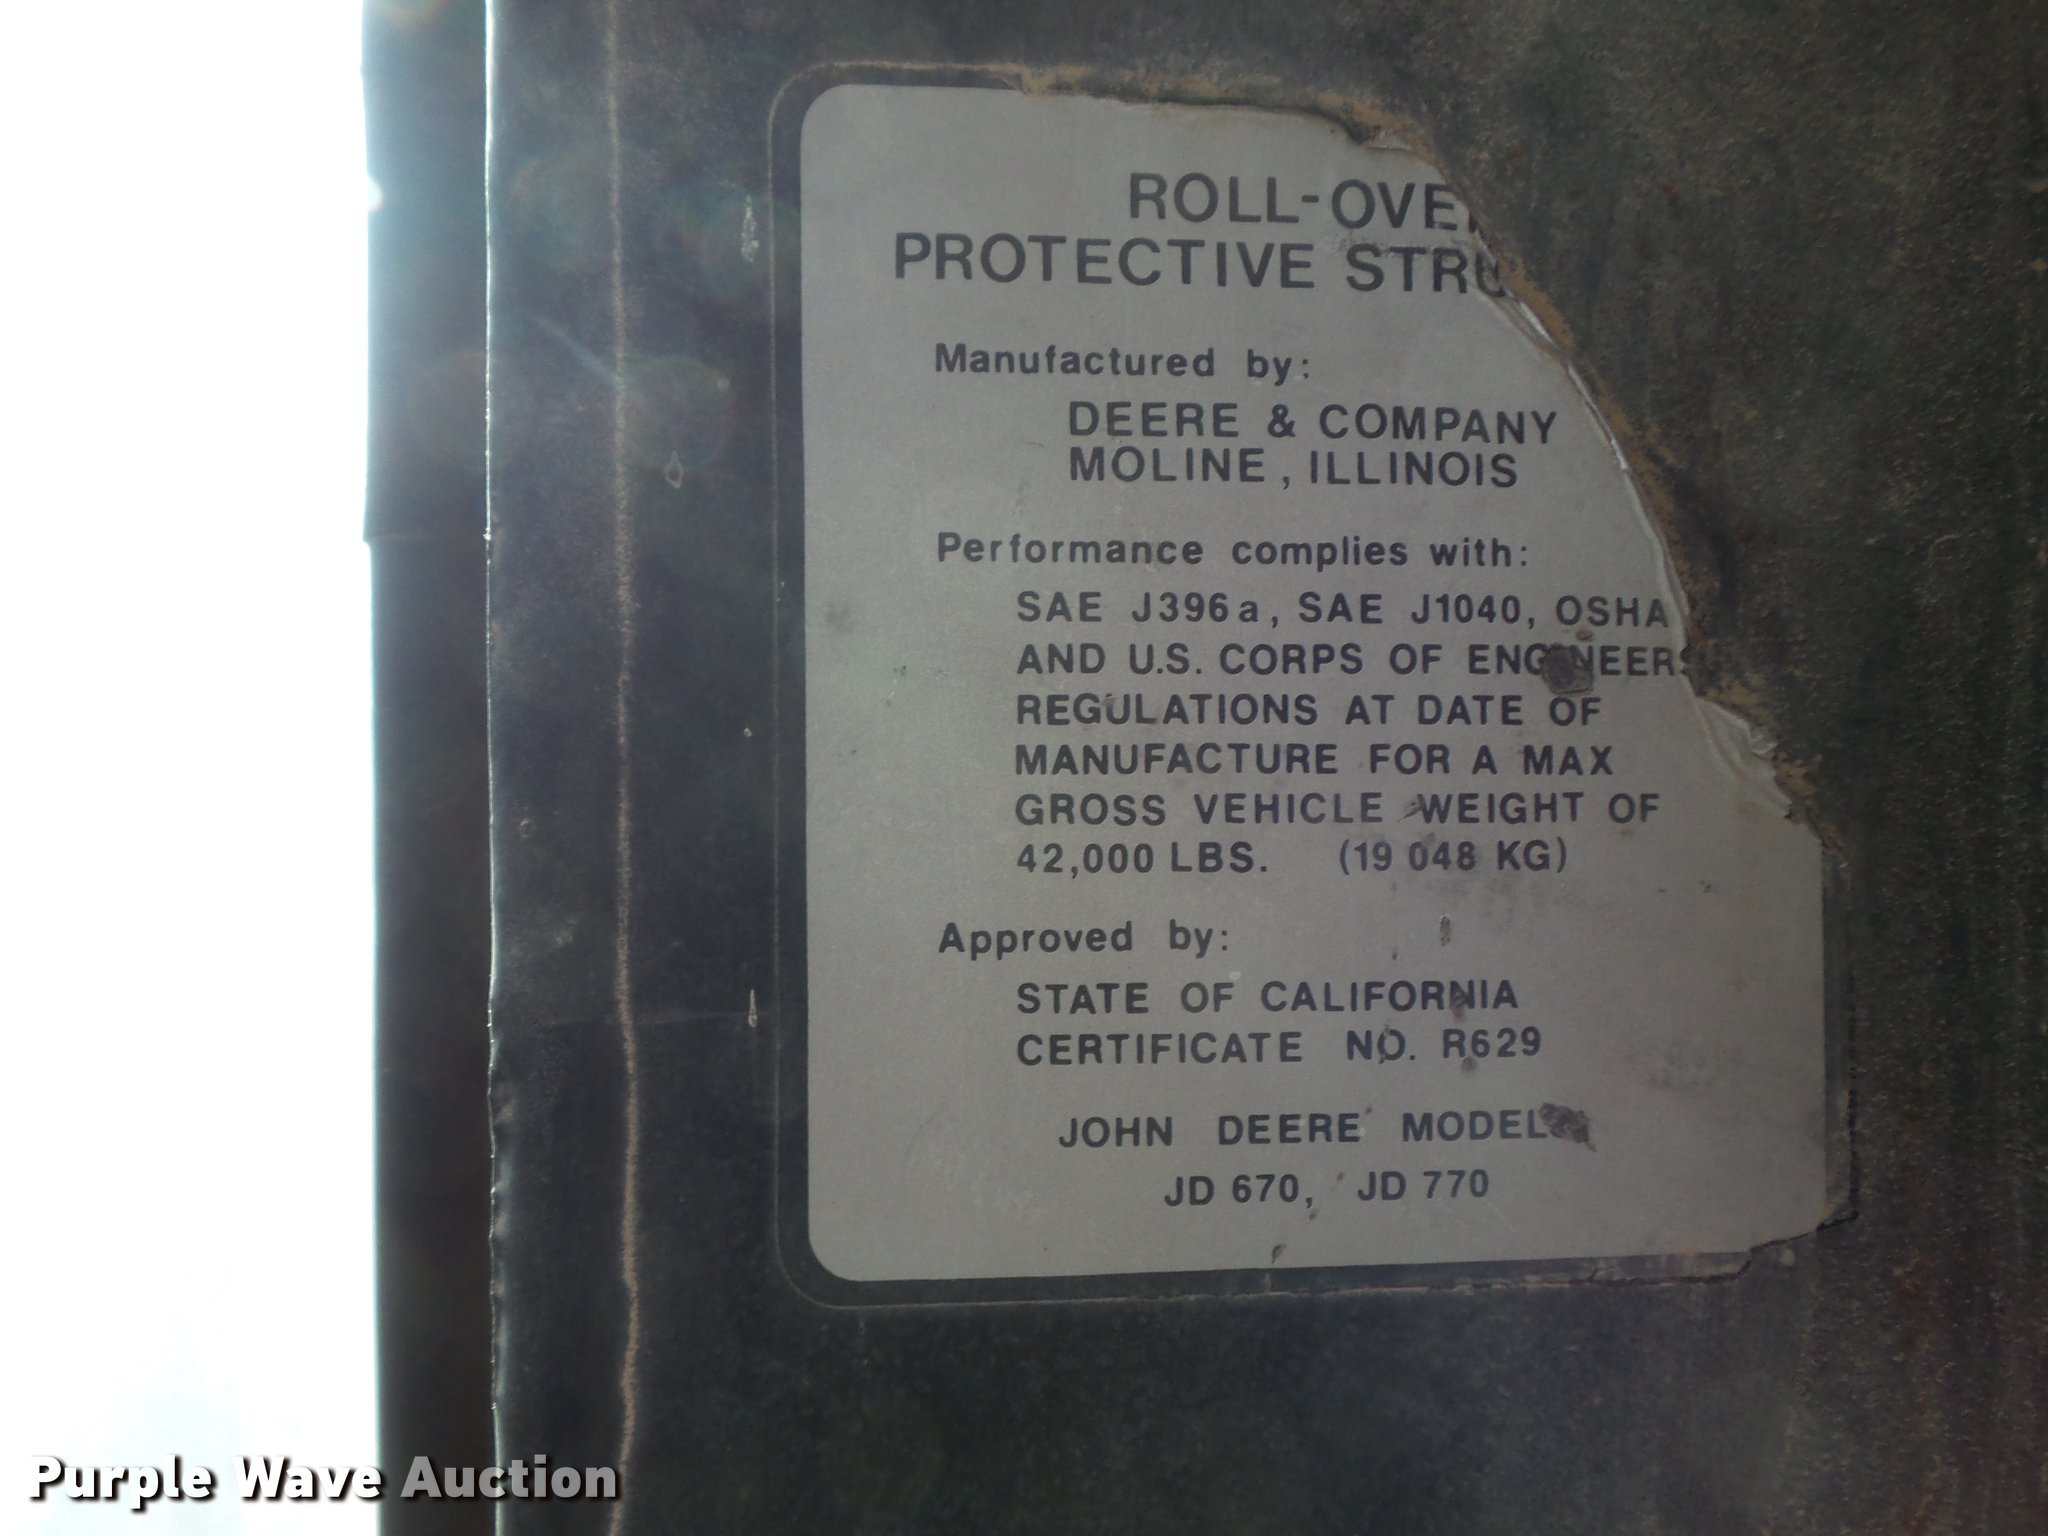 ROLL-OVE
PROTECTIVE STRU
Manufactured by:
DEERE & COMPANY
MOLINE, ILLINOIS
Performance complies with:
SAE J396a, SAE J1040, OSHA
AND U.S. CORPS OF ENGINEERS
REGULATIONS AT DATE OF
MANUFACTURE FOR A MAX
GROSS VEHICLE WEIGHT OF
42,000 LBS. (19 048 KG)
Approved by:
STATE OF CALIFORNIA
CERTIFICATE NO. R629
JOHN DEERE MODEL
JD 670, JD 770
Purple Wave Auction